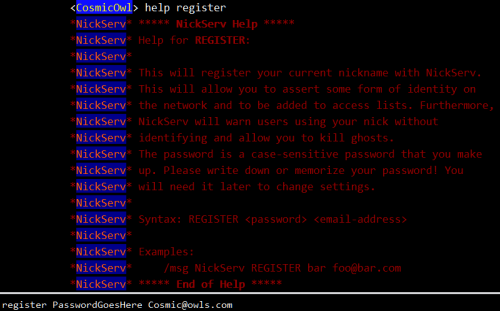 <CosmicOwl> help register
*NickServ* ***** NickServ Help *****
*NickServ* Help for REGISTER:
*NickServ*
*NickServ* This will register your current nickname with NickServ.
*NickServ* This will allow you to assert some form of identity on
*NickServ* the network and to be added to access lists. Furthermore,
*NickServ* NickServ will warn users using your nick without
*NickServ* identifying and allow you to kill ghosts.
*NickServ* The password is a case-sensitive password that you make
*NickServ* up. Please write down or memorize your password! You
*NickServ* will need it later to change settings.
*NickServ*
*NickServ* Syntax: REGISTER <password> <email-address>
*NickServ*
*NickServ* Examples:
*NickServ*     /msg NickServ REGISTER bar foo@bar.com
*NickServ* ***** End of Help *****
register PasswordGoesHere Cosmic@owls.com